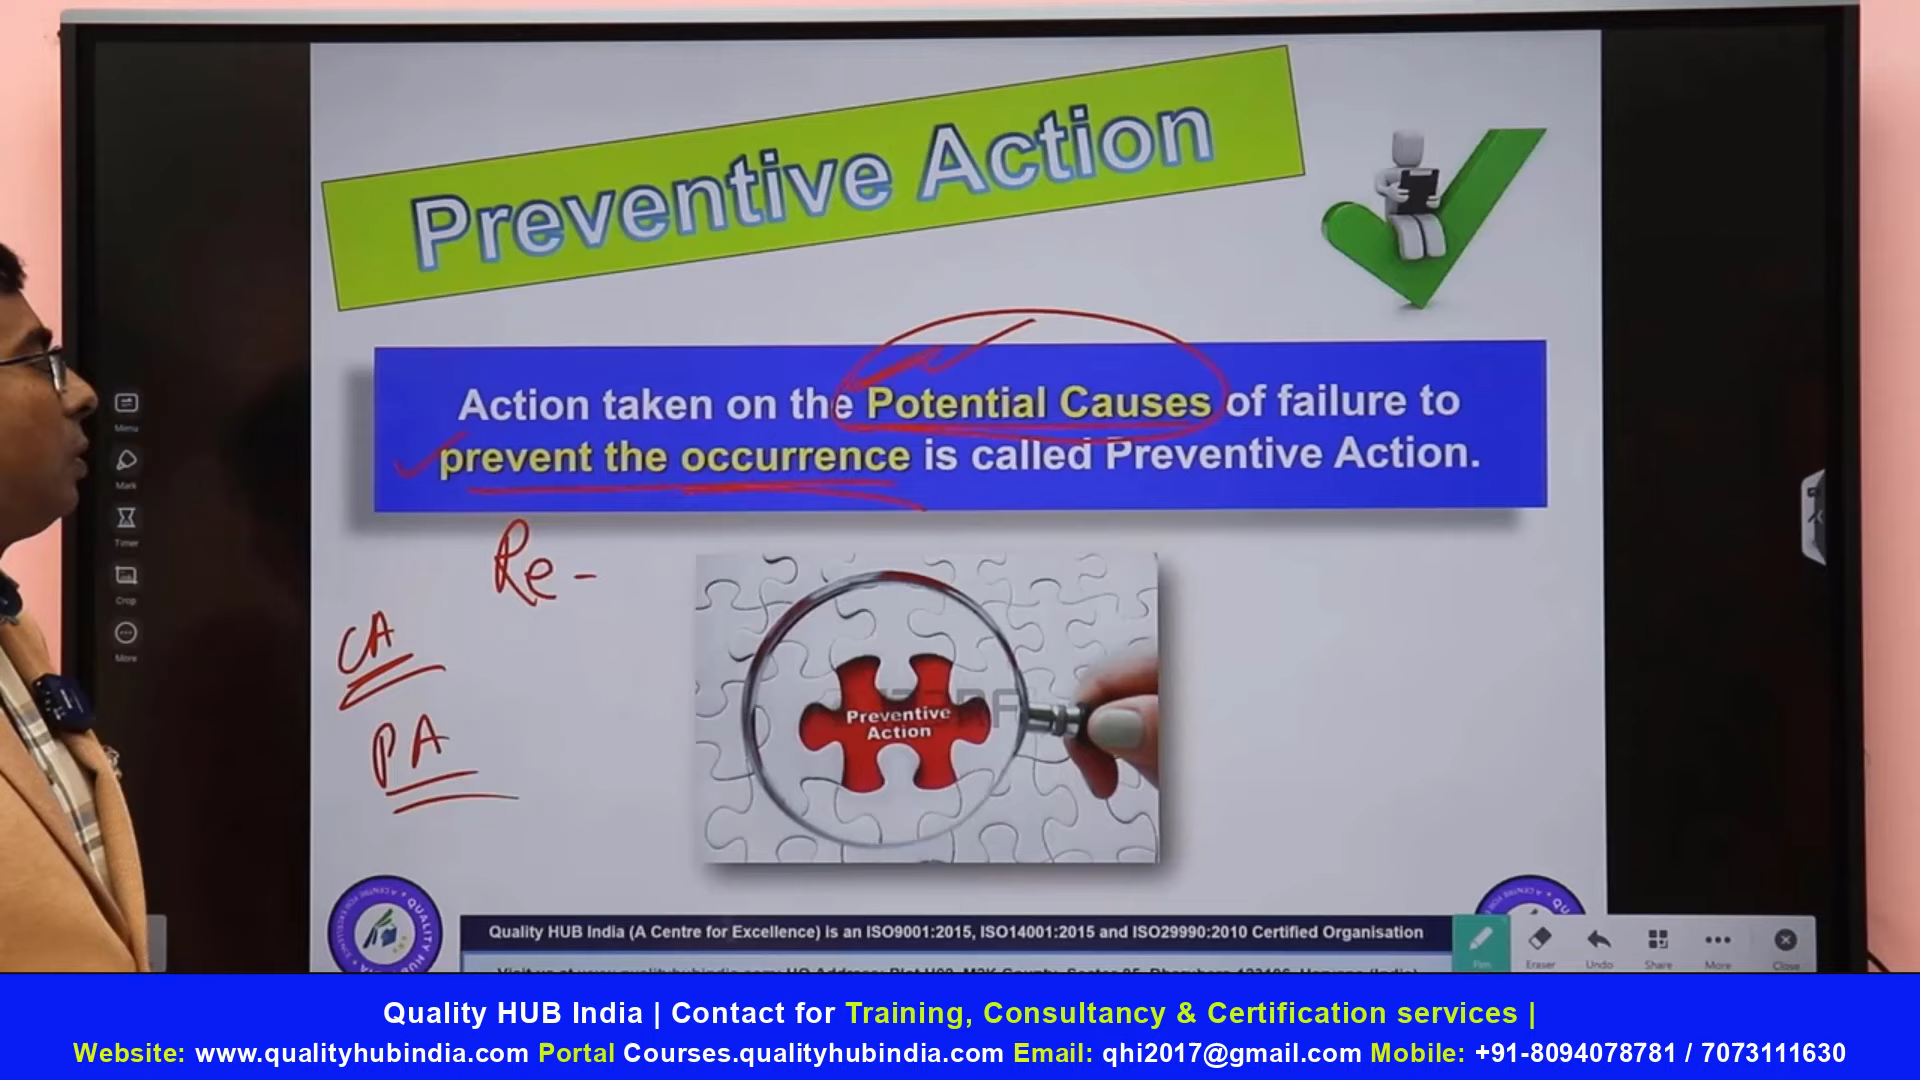 Preventive Action
Action taken on the Potential Causes of failure to
prevent the occurrence is called Preventive Action.
Re -
CA
PA
Preventive
Action
Menu
Mark
Timer
Crop
More
QUALITY
Quality HUB India (A Centre for Excellence) is an ISO9001:2015, ISO14001:2015 and ISO29990:2010 Certified Organisation
Eraser
Undo
Share
More
Close
Quality HUB India | Contact for Training, Consultancy & Certification services |
Website: www.qualityhubindia.com Portal Courses.qualityhubindia.com Email: qhi2017@gmail.com Mobile: +91-8094078781 / 7073111630